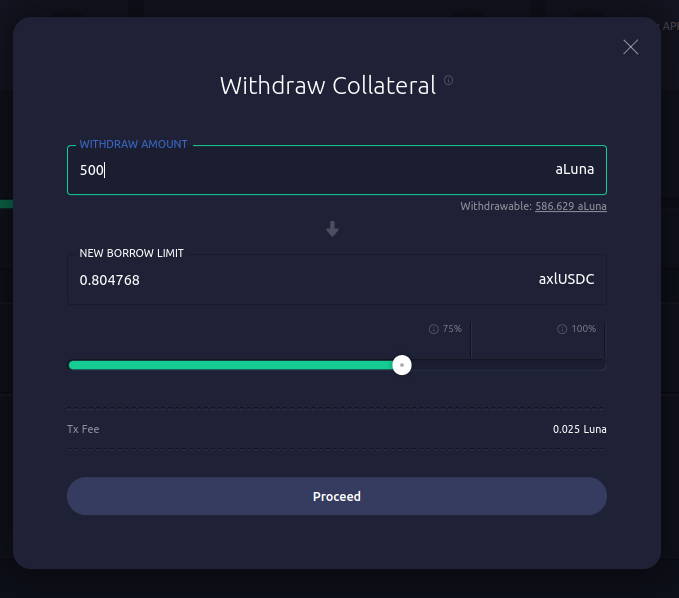 APR
Withdraw Collateral
WITHDRAW AMOUNT
500 aLuna
Withdrawable: 586.629 aLuna
NEW BORROW LIMIT
0.804768 axlUSDC
75% 100%
Tx Fee 0.025 Luna
Proceed